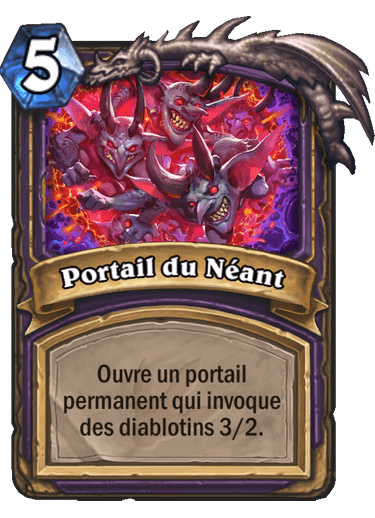 5
Portail du Néant
Ouvre un portail
permanent qui invoque
des diablotins 3/2.